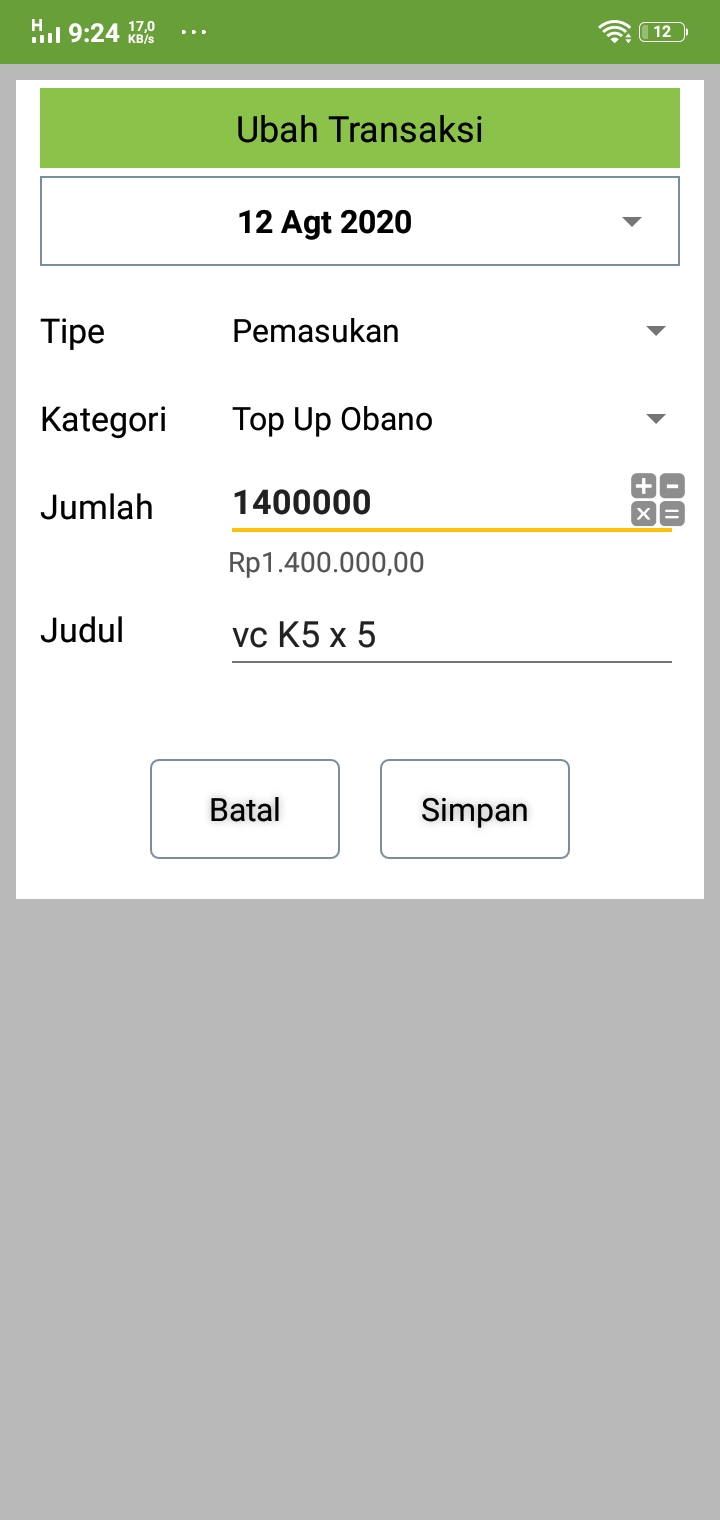 H 9:24 17,0 KB/s ... 12
Ubah Transaksi
12 Agt 2020
Tipe Pemasukan
Kategori Top Up Obano
Jumlah 1400000
Rp1.400.000,00
Judul vc K5 x 5
Batal Simpan